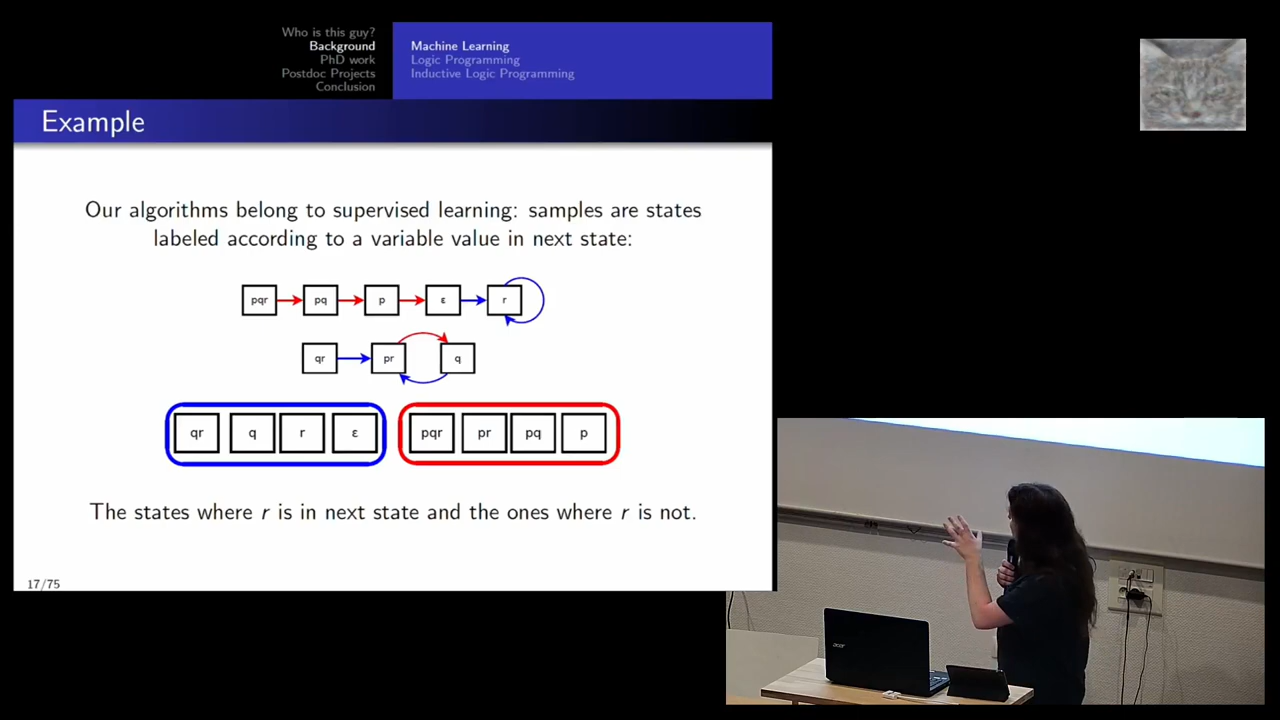 Who is this guy?
Background
PhD work
Postdoc Projects
Conclusion
Machine Learning
Logic Programming
Inductive Logic Programming
Example
Our algorithms belong to supervised learning: samples are states
labeled according to a variable value in next state:
pqr pq p ε r
qr pr q
qr q r ε pqr pr pq p
The states where r is in next state and the ones where r is not.
17/75
acer